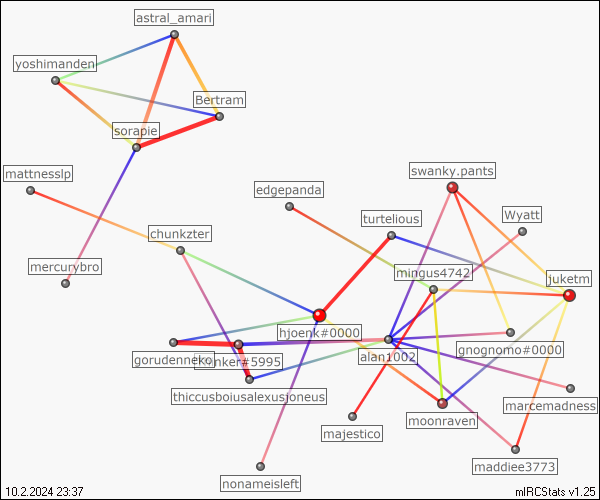 astral_amari
yoshimanden
Bertram
sorapie
mattnesslp
swanky.pants
edgepanda
turtelious
Wyatt
chunkzter
mercurybro
mingus4742
juketm
hjoenk#0000
gorudenneko
#5995
alan1002
gnognomo#0000
thiccusboiusalexusjoneus
marcemadness
moonraven
majestico
maddiee3773
nonameisleft
10.2.2024 23:37
mIRCStats v1.25